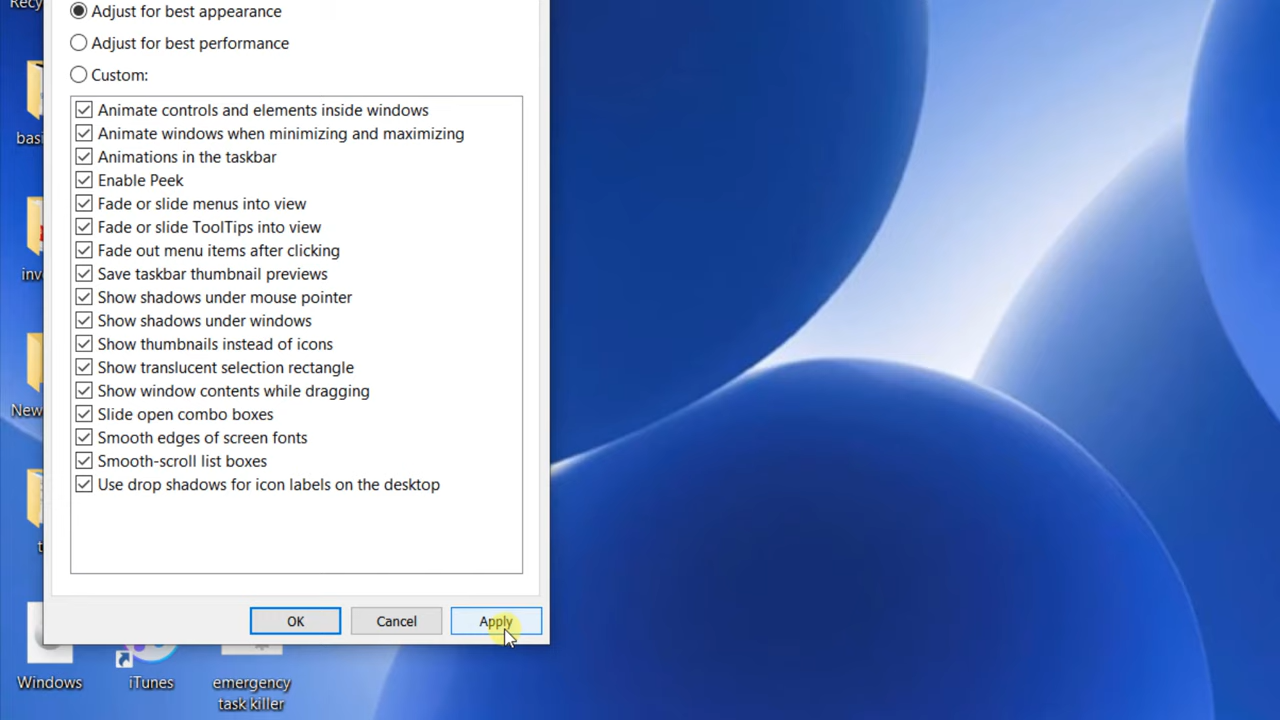 Recy
Adjust for best appearance
Adjust for best performance
Custom:
Animate controls and elements inside windows
Animate windows when minimizing and maximizing
Animations in the taskbar
Enable Peek
Fade or slide menus into view
Fade or slide ToolTips into view
Fade out menu items after clicking
Save taskbar thumbnail previews
Show shadows under mouse pointer
Show shadows under windows
Show thumbnails instead of icons
Show translucent selection rectangle
Show window contents while dragging
Slide open combo boxes
Smooth edges of screen fonts
Smooth-scroll list boxes
Use drop shadows for icon labels on the desktop
basi
inv
New
t
OK
Cancel
Apply
Windows
iTunes
emergency
task killer